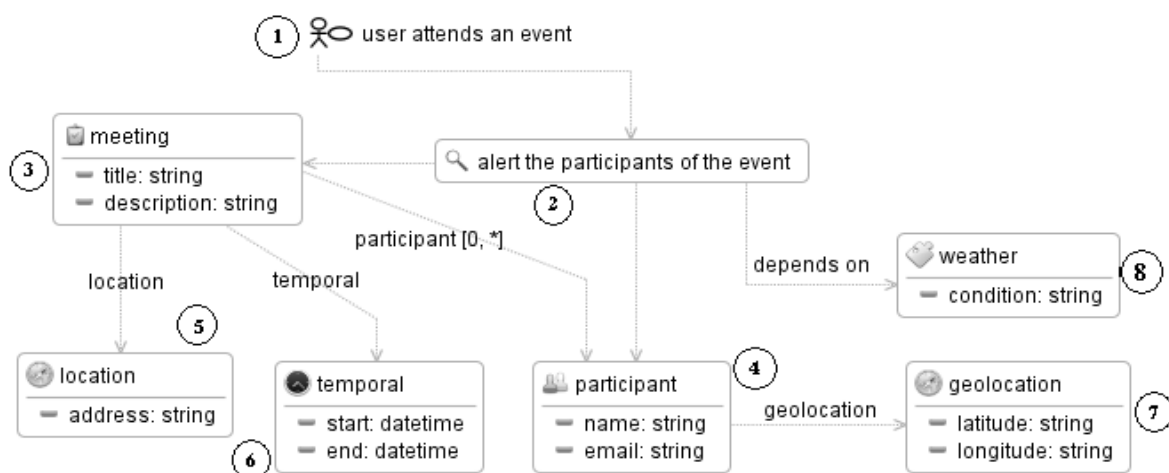 1
user attends an event
meeting
3
title: string
description: string
alert the participants of the event
2
participant [0, *]
depends on
weather
8
condition: string
location
temporal
5
location
address: string
temporal
start: datetime
end: datetime
6
participant
4
name: string
email: string
geolocation
geolocation
latitude: string
longitude: string
7